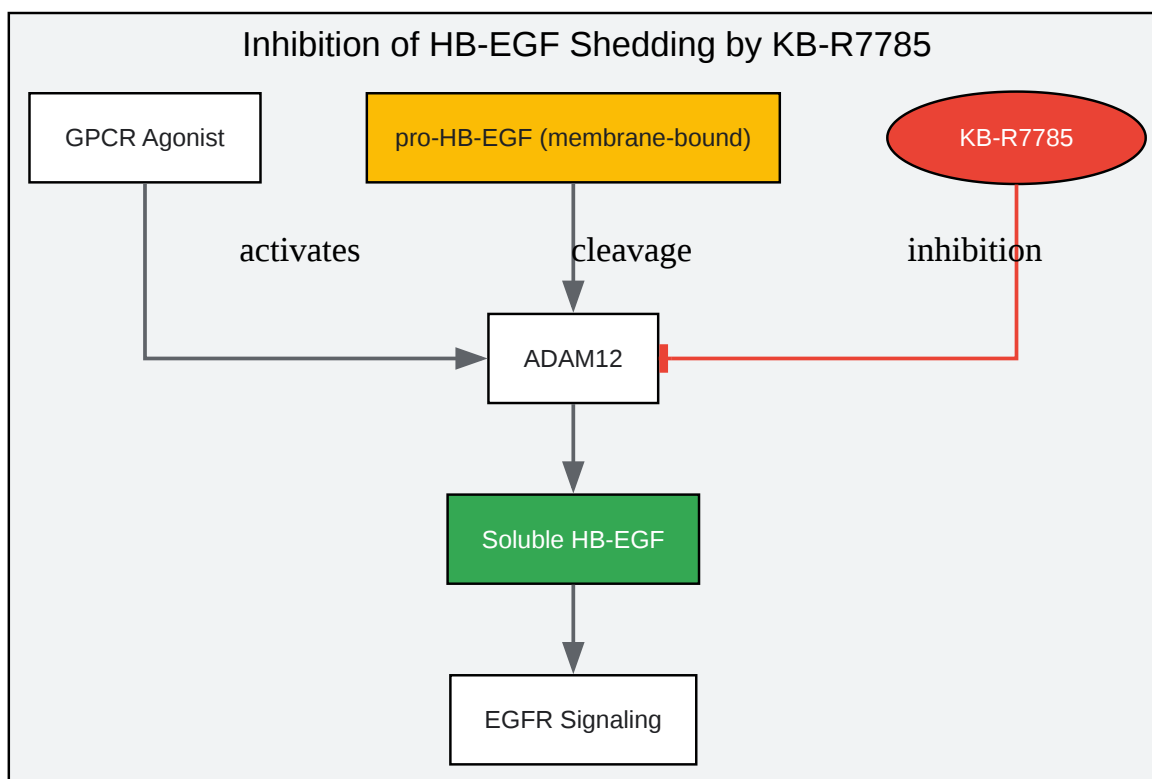 Inhibition of HB-EGF Shedding by KB-R7785
GPCR Agonist
pro-HB-EGF (membrane-bound)
KB-R7785
activates
cleavage
inhibition
ADAM12
Soluble HB-EGF
EGFR Signaling